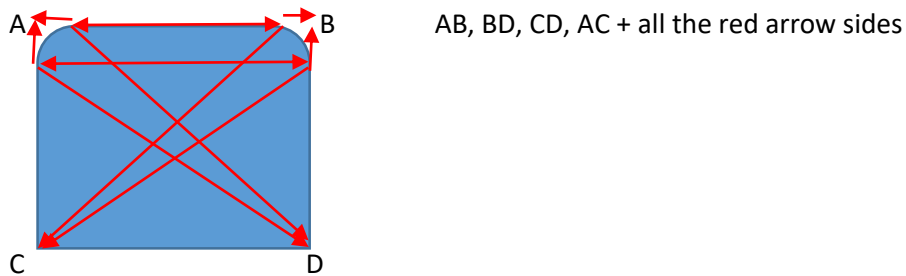 A B AB, BD, CD, AC + all the red arrow sides
C D